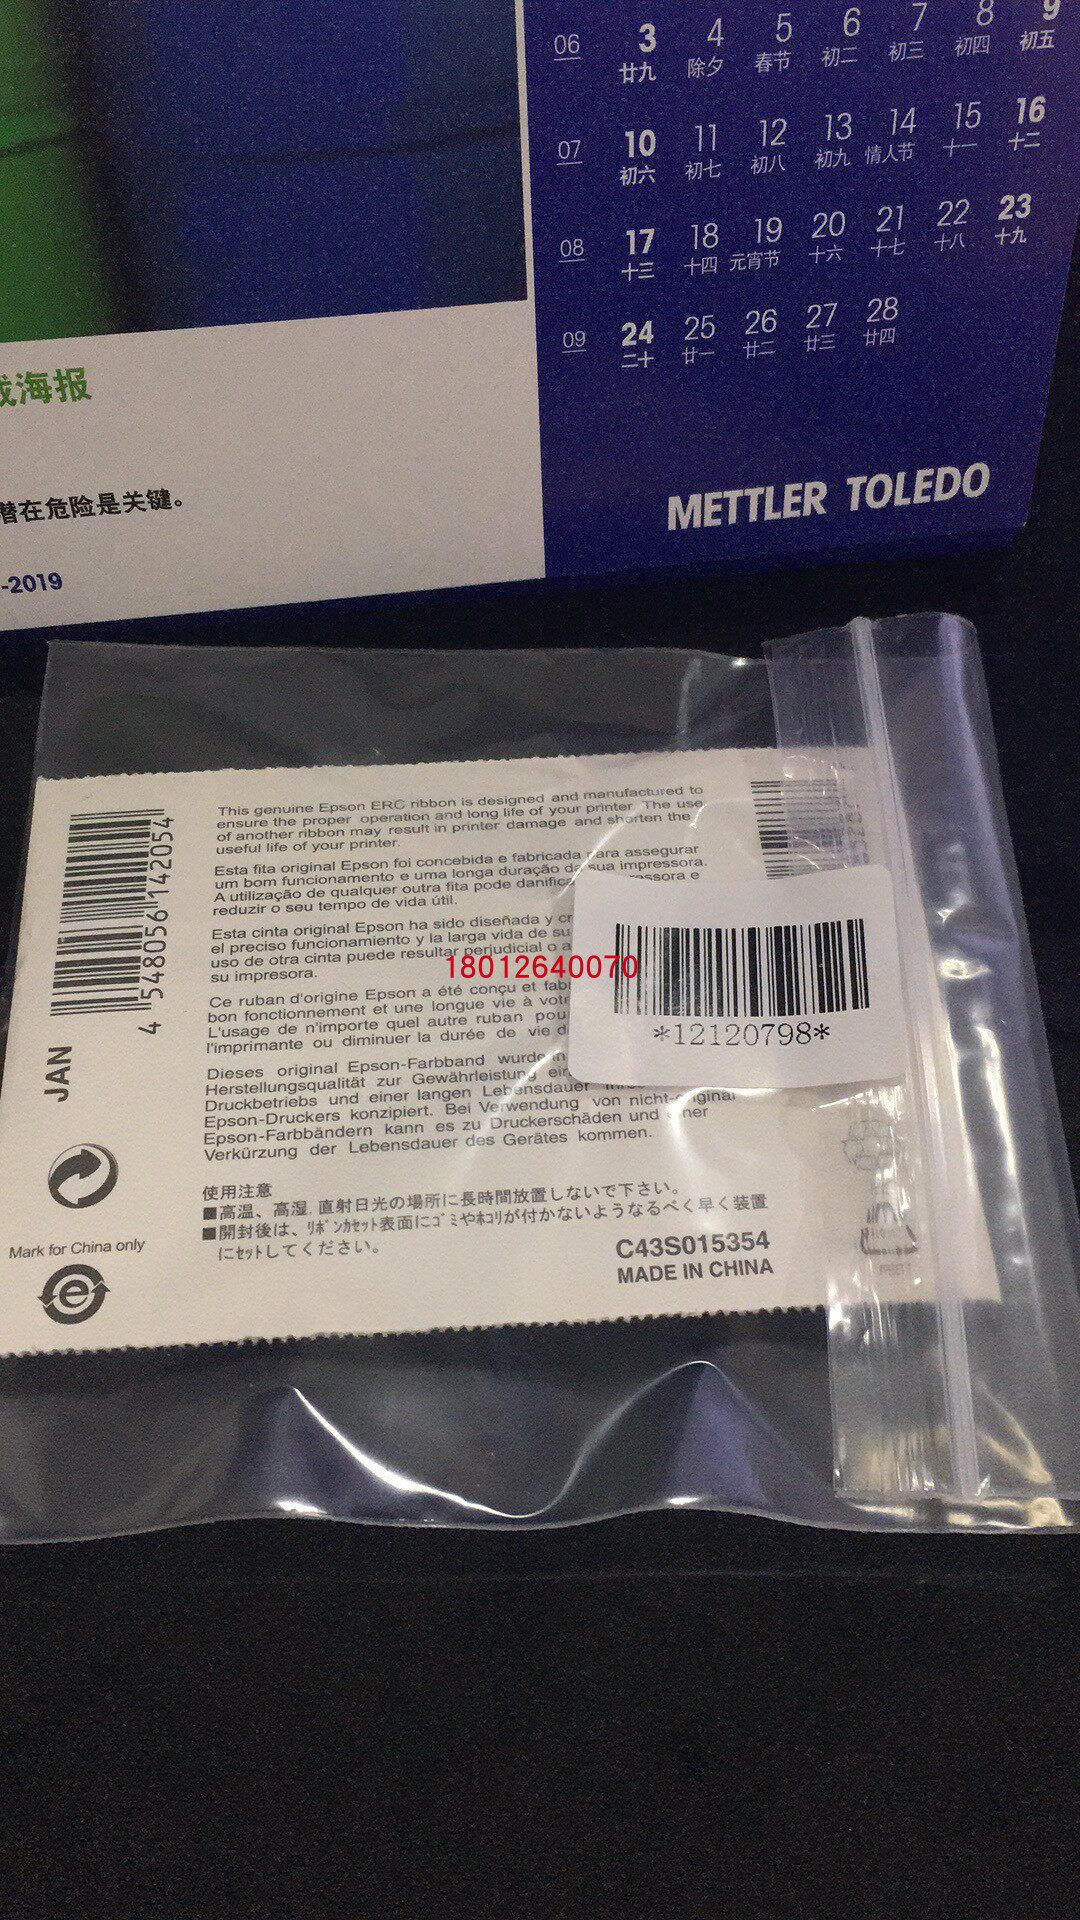 06 3 4 5 6 7 8 9
廿九 除夕 春节 初二 初三 初四 初五
07 10 11 12 13 14 15 16
初六 初七 初八 初九 情人节 十一 十二
08 17 18 19 20 21 22 23
十三 十四 元宵节 十六 十七 十八 十九
09 24 25 26 27 28
二十 廿一 廿二 廿三 廿四
海报
潜在危险是关键。
-2019
METTLER TOLEDO
4 548056 142054
JAN
Mark for China only
e
This genuine Epson ERC ribbon is designed and manufactured to
ensure the proper operation and long life of your printer. The use
of another ribbon may result in printer damage and shorten the
useful life of your printer.
Esta fita original Epson foi concebida e fabricada para assegurar
um bom funcionamento e uma longa duração da sua impressora.
A utilização de qualquer outra fita pode danific
reduzir o seu tempo de vida útil.
Esta cinta original Epson ha sido diseñada y cr
el preciso funcionamiento y la larga vida de su
uso de otra cinta puede resultar perjudicial o a
su impresora.
Ce ruban d'origine Epson a été conçu et fab
bon fonctionnement et une longue vie à votr
L'usage de n'importe quel autre ruban pou
l'imprimante ou diminuer la durée de vie d
Dieses original Epson-Farbband wurde in
Herstellungsqualität zur Gewährleistung ein
Druckbetriebs und einer langen Lebensdauer
Epson-Druckers konzipiert. Bei Verwendung von nicht-original
Epson-Farbbändern kann es zu Druckerschäden und einer
Verkürzung der Lebensdauer des Gerätes kommen.
使用注意
■高温、高湿,直射日光の場所に長時間放置しないで下さい。
■開封後は、ﾘﾎﾞﾝｶｾｯﾄ表面にｺﾞﾐやﾎｺﾘが付かないようなるべく早く装置
にｾｯﾄしてください。
C43S015354
MADE IN CHINA
18012640070
*12120798*